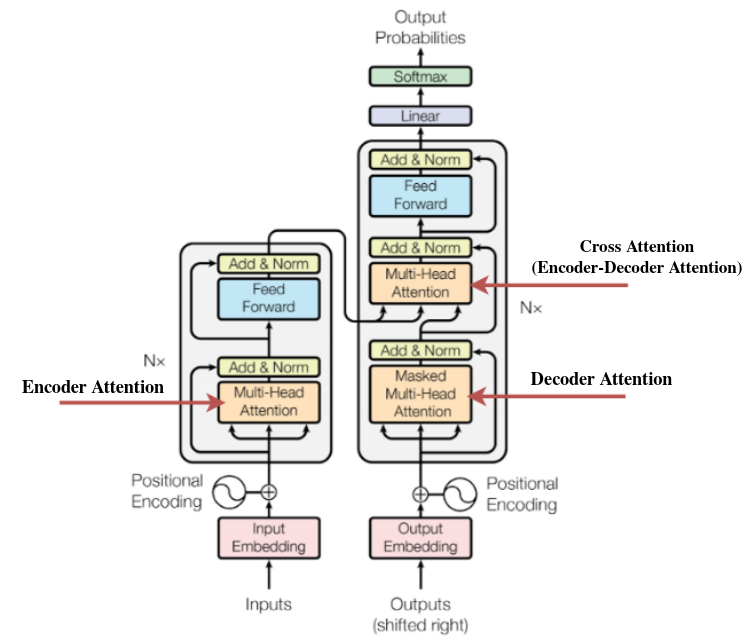 Output
Probabilities
Softmax
Linear
Add & Norm
Feed
Forward
Add & Norm
Multi-Head
Attention
Cross Attention
(Encoder-Decoder Attention)
Nx
Add & Norm
Masked
Multi-Head
Attention
Decoder Attention
Add & Norm
Feed
Forward
Nx
Add & Norm
Multi-Head
Attention
Encoder Attention
Positional
Encoding
Positional
Encoding
Input
Embedding
Output
Embedding
Inputs
Outputs
(shifted right)